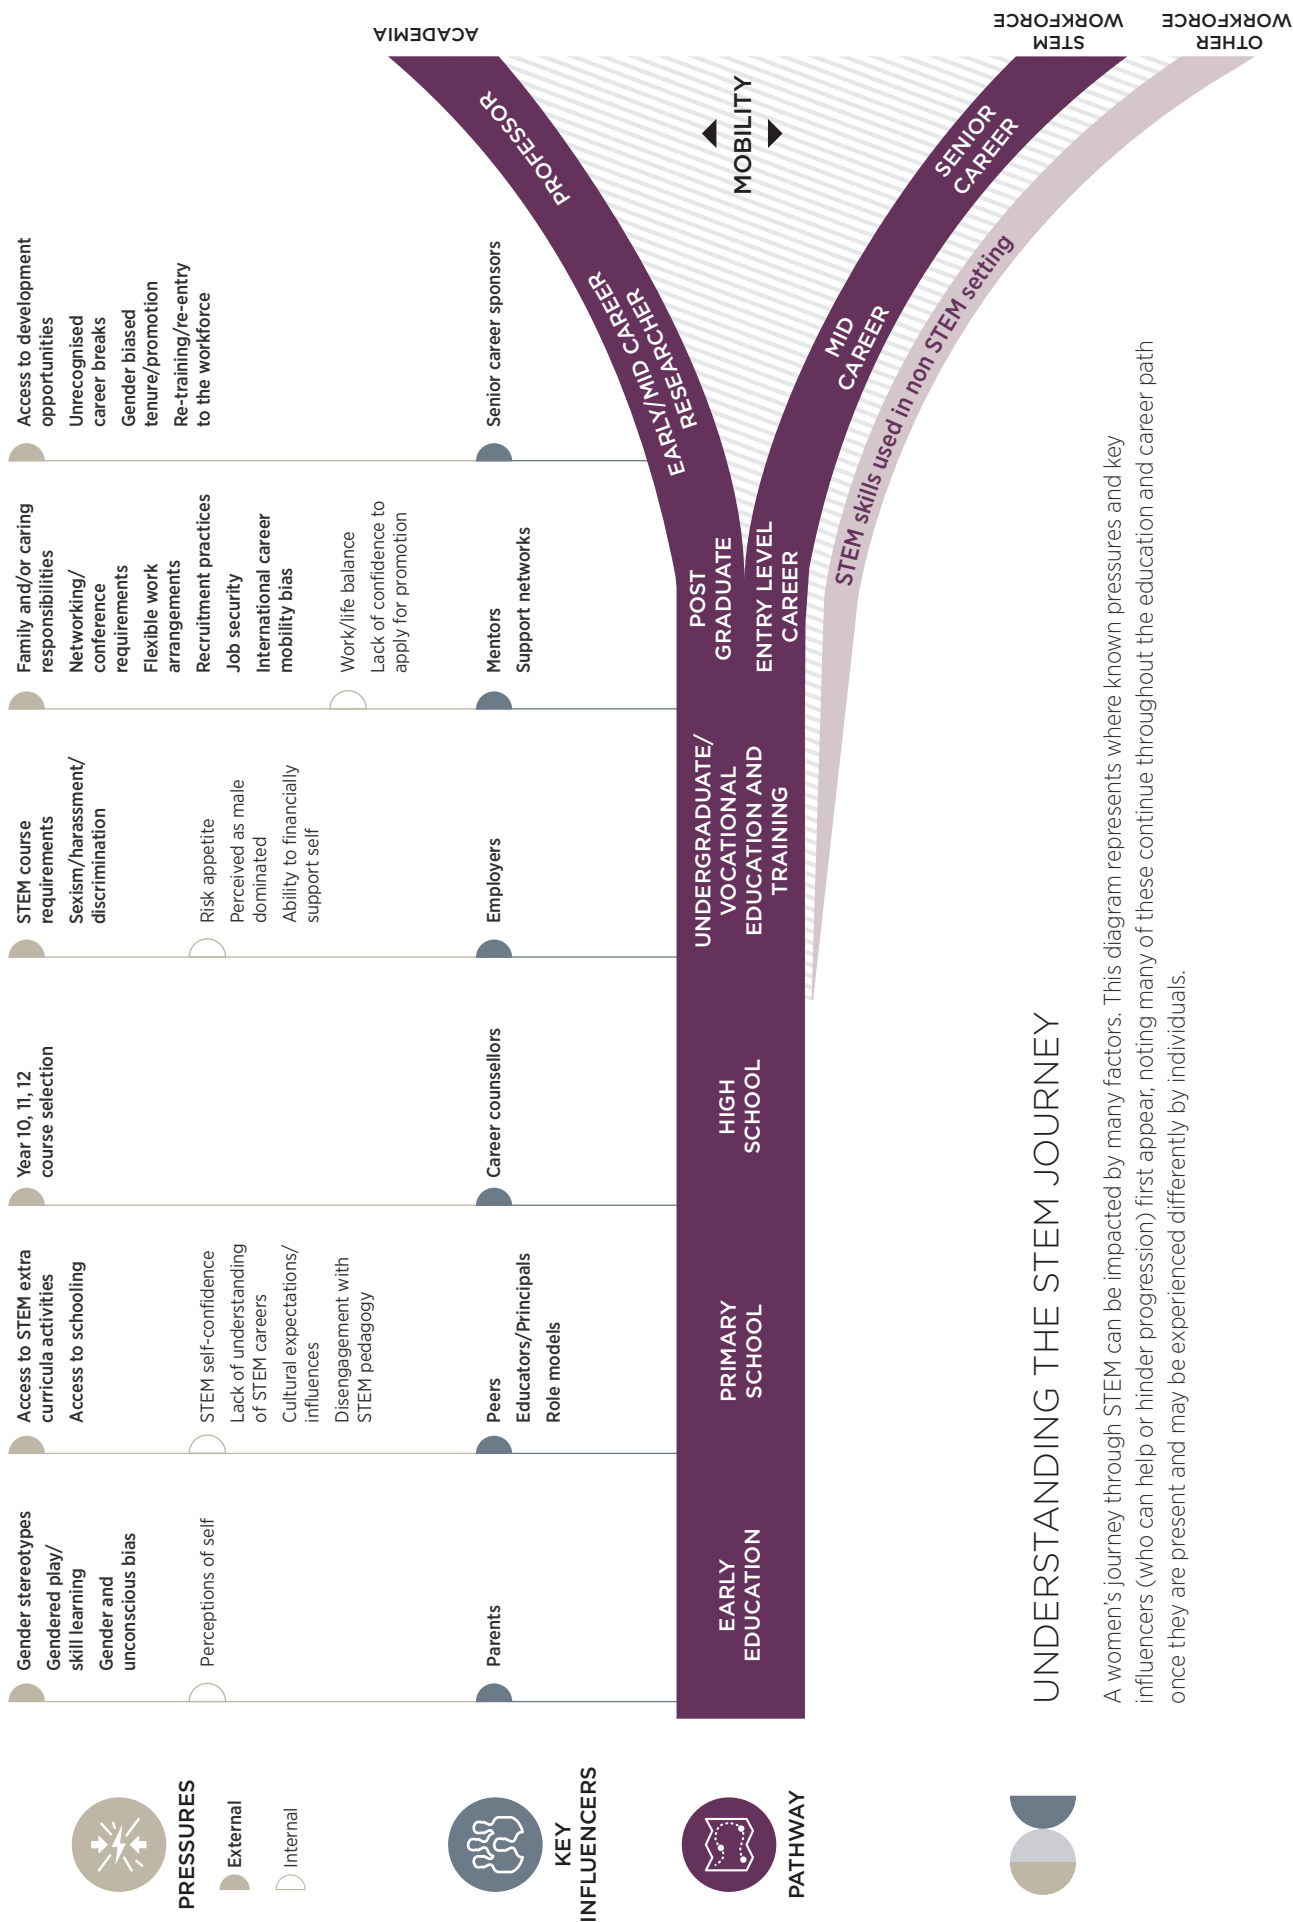 PRESSURES
External
Internal
Gender stereotypes
Gendered play/
skill learning
Gender and
unconscious bias
Perceptions of self
Access to STEM extra
curricula activities
Access to schooling
STEM self-confidence
Lack of understanding
of STEM careers
Cultural expectations/
influences
Disengagement with
STEM pedagogy
Year 10, 11, 12
course selection
STEM course
requirements
Sexism/harassment/
discrimination
Risk appetite
Perceived as male
dominated
Ability to financially
support self
Family and/or caring
responsibilities
Networking/
conference
requirements
Flexible work
arrangements
Recruitment practices
Job security
International career
mobility bias
Work/life balance
Lack of confidence to
apply for promotion
Access to development
opportunities
Unrecognised
career breaks
Gender biased
tenure/promotion
Re-training/re-entry
to the workforce
KEY
INFLUENCERS
Parents
Peers
Educators/Principals
Role models
Career counsellors
Employers
Mentors
Support networks
Senior career sponsors
PATHWAY
EARLY
EDUCATION
PRIMARY
SCHOOL
HIGH
SCHOOL
UNDERGRADUATE/
VOCATIONAL
EDUCATION AND
TRAINING
POST
GRADUATE
ENTRY LEVEL
CAREER
EARLY/MID CAREER
RESEARCHER
PROFESSOR
MID
CAREER
SENIOR
CAREER
STEM skills used in non STEM setting
MOBILITY
ACADEMIA
STEM
WORKFORCE
OTHER
WORKFORCE
UNDERSTANDING THE STEM JOURNEY
A women's journey through STEM can be impacted by many factors. This diagram represents where known pressures and key
influencers (who can help or hinder progression) first appear, noting many of these continue throughout the education and career path
once they are present and may be experienced differently by individuals.